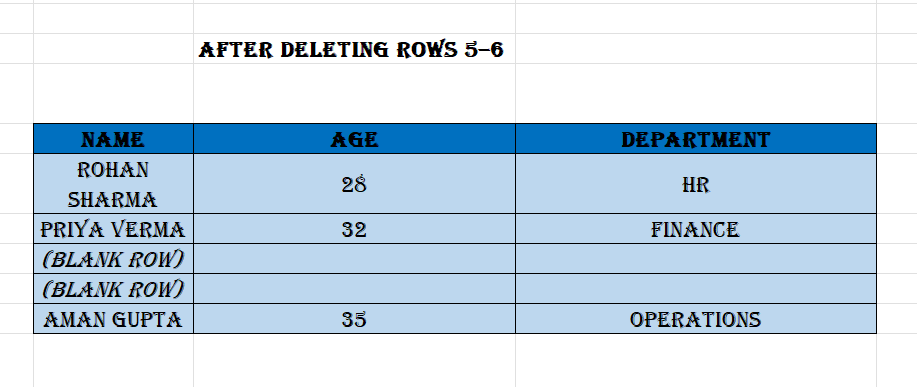 AFTER DELETING ROWS 5–6
NAME AGE DEPARTMENT
ROHAN
SHARMA 28 HR
PRIYA VERMA 32 FINANCE
(BLANK ROW)
(BLANK ROW)
AMAN GUPTA 35 OPERATIONS